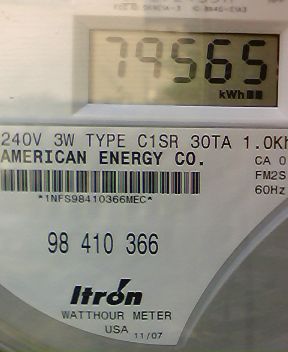 79565
kWh
240V 3W TYPE C1SR 30TA 1.0Kh
AMERICAN ENERGY CO.
CA 0
FM2S
60Hz
*1NFS98410366MEC*
98 410 366
Itron
WATTHOUR METER
USA 11/07